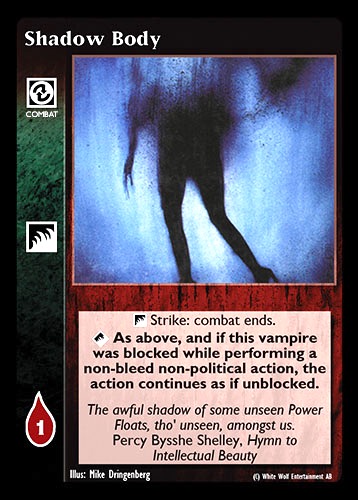 Shadow Body
COMBAT
Strike: combat ends.
As above, and if this vampire
was blocked while performing a
non-bleed non-political action, the
action continues as if unblocked.
The awful shadow of some unseen Power
Floats, tho' unseen, amongst us.
Percy Bysshe Shelley, Hymn to
Intellectual Beauty
1
Illus: Mike Dringenberg
(C) White Wolf Entertainment AB